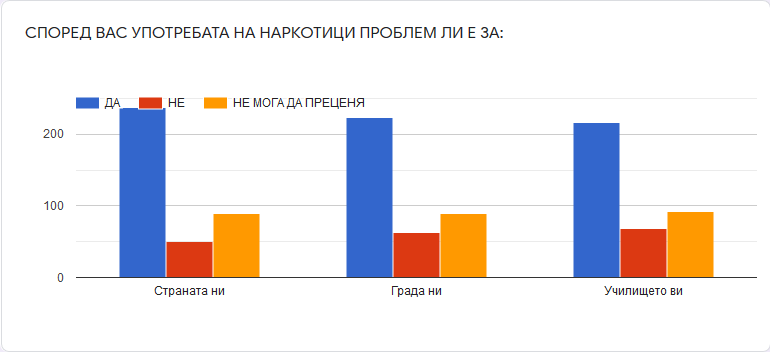 СПОРЕД ВАС УПОТРЕБАТА НА НАРКОТИЦИ ПРОБЛЕМ ЛИ Е ЗА:
ДА НЕ НЕ МОГА ДА ПРЕЦЕНЯ
200
100
0
Страната ни Града ни Училището ви